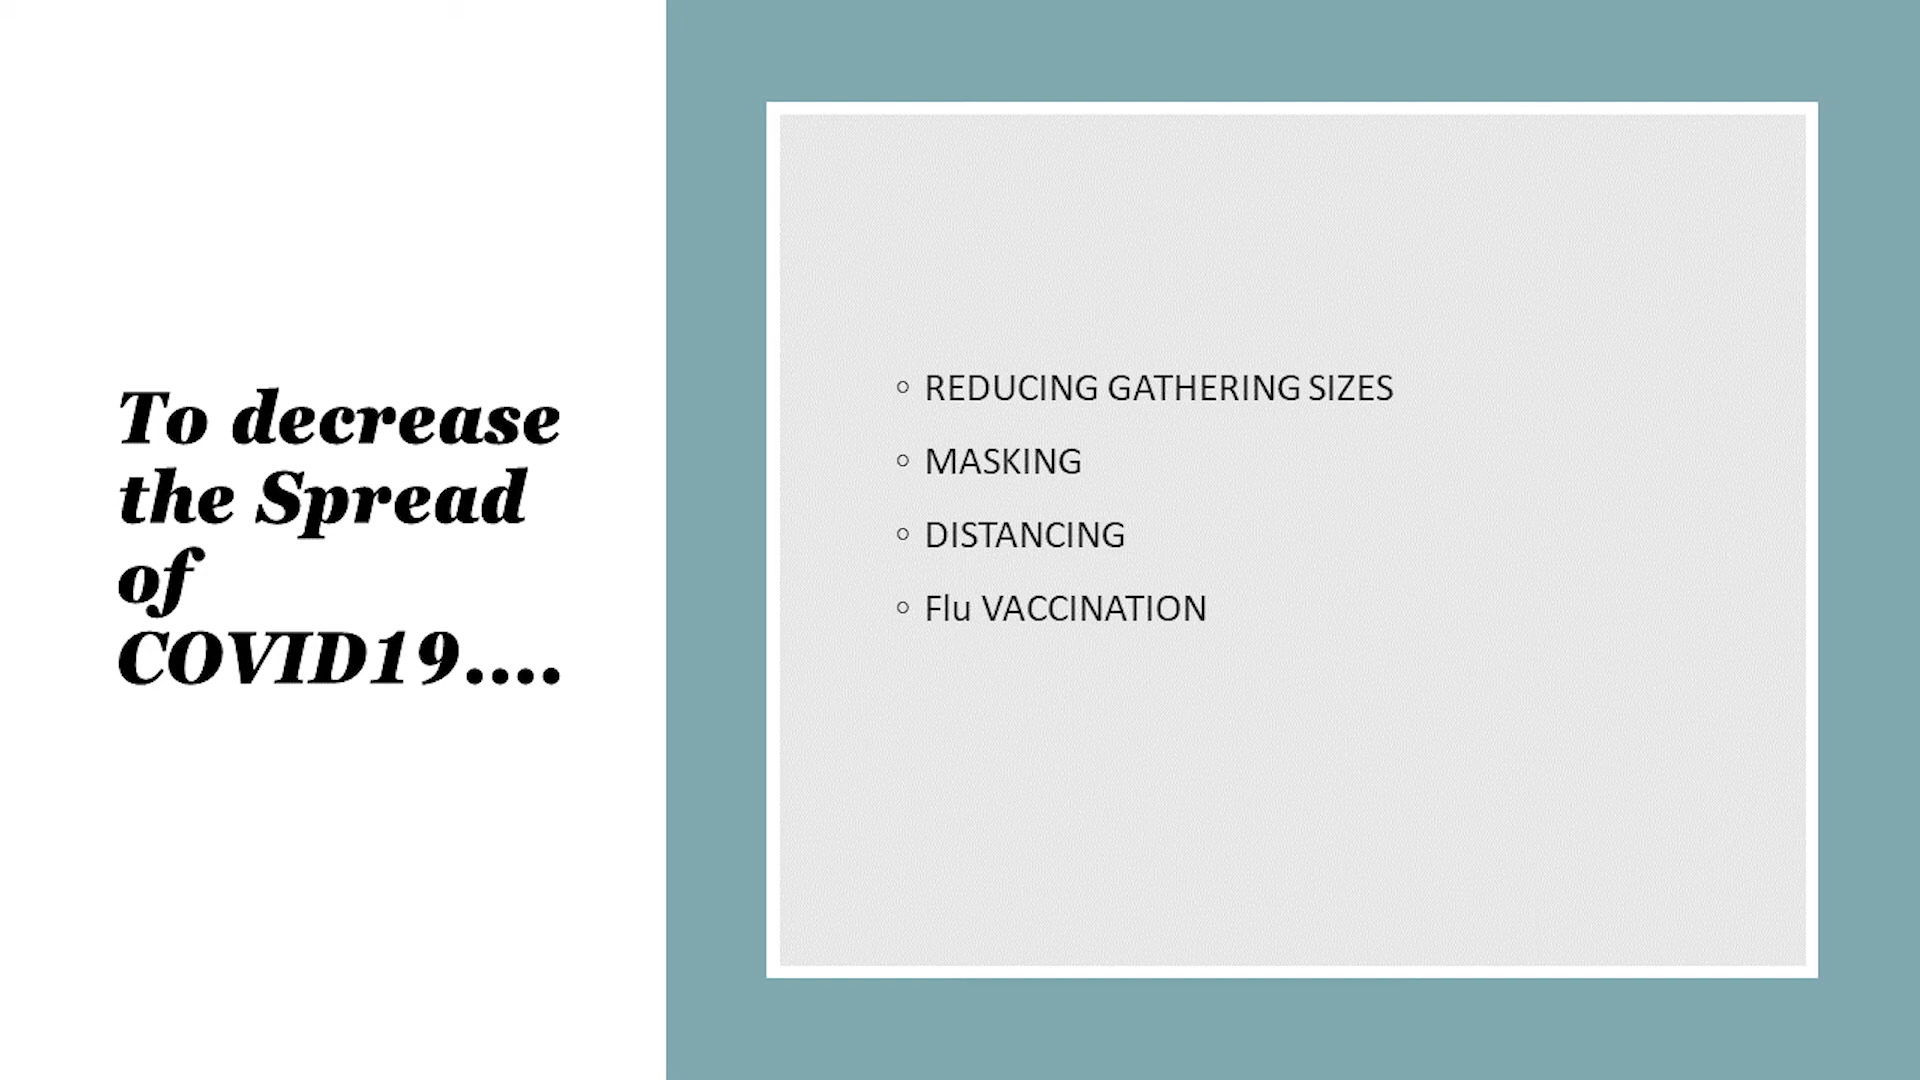 To decrease
the Spread
of
COVID19....
◦ REDUCING GATHERING SIZES
◦ MASKING
◦ DISTANCING
◦ Flu VACCINATION